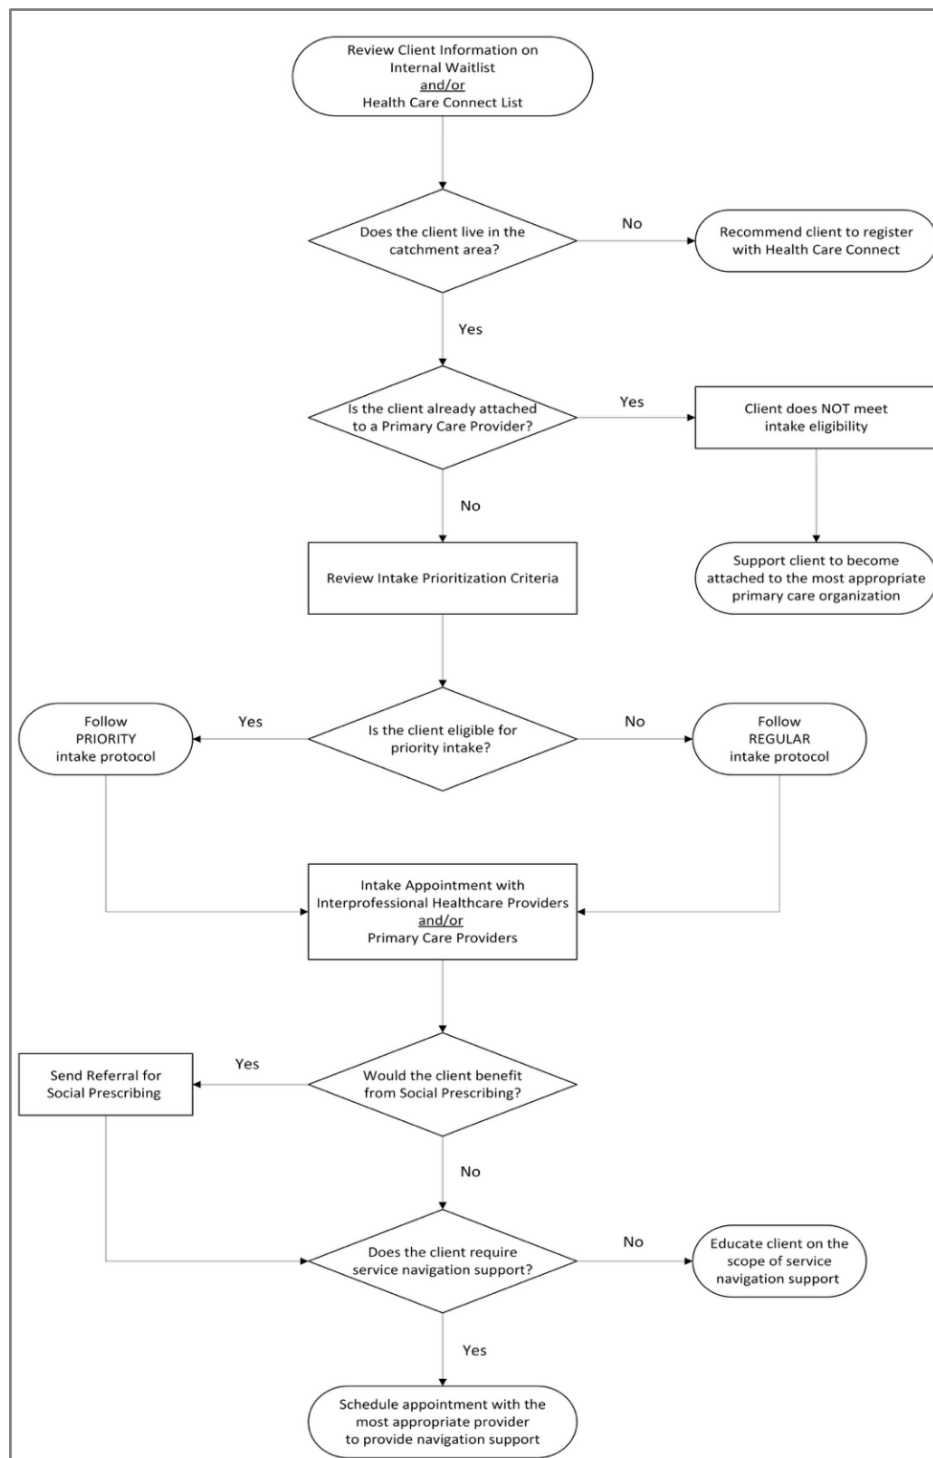 Review Client Information on
Internal Waitlist
and/or
Health Care Connect List
Does the client live in the
catchment area?
No
Recommend client to register
with Health Care Connect
Yes
Is the client already attached
to a Primary Care Provider?
Yes
Client does NOT meet
intake eligibility
No
Support client to become
attached to the most appropriate
primary care organization
Review Intake Prioritization Criteria
Follow
PRIORITY
intake protocol
Yes
Is the client eligible for
priority intake?
No
Follow
REGULAR
intake protocol
Intake Appointment with
Interprofessional Healthcare Providers
and/or
Primary Care Providers
Send Referral for
Social Prescribing
Yes
Would the client benefit
from Social Prescribing?
No
Does the client require
service navigation support?
No
Educate client on the
scope of service
navigation support
Yes
Schedule appointment with the
most appropriate provider
to provide navigation support